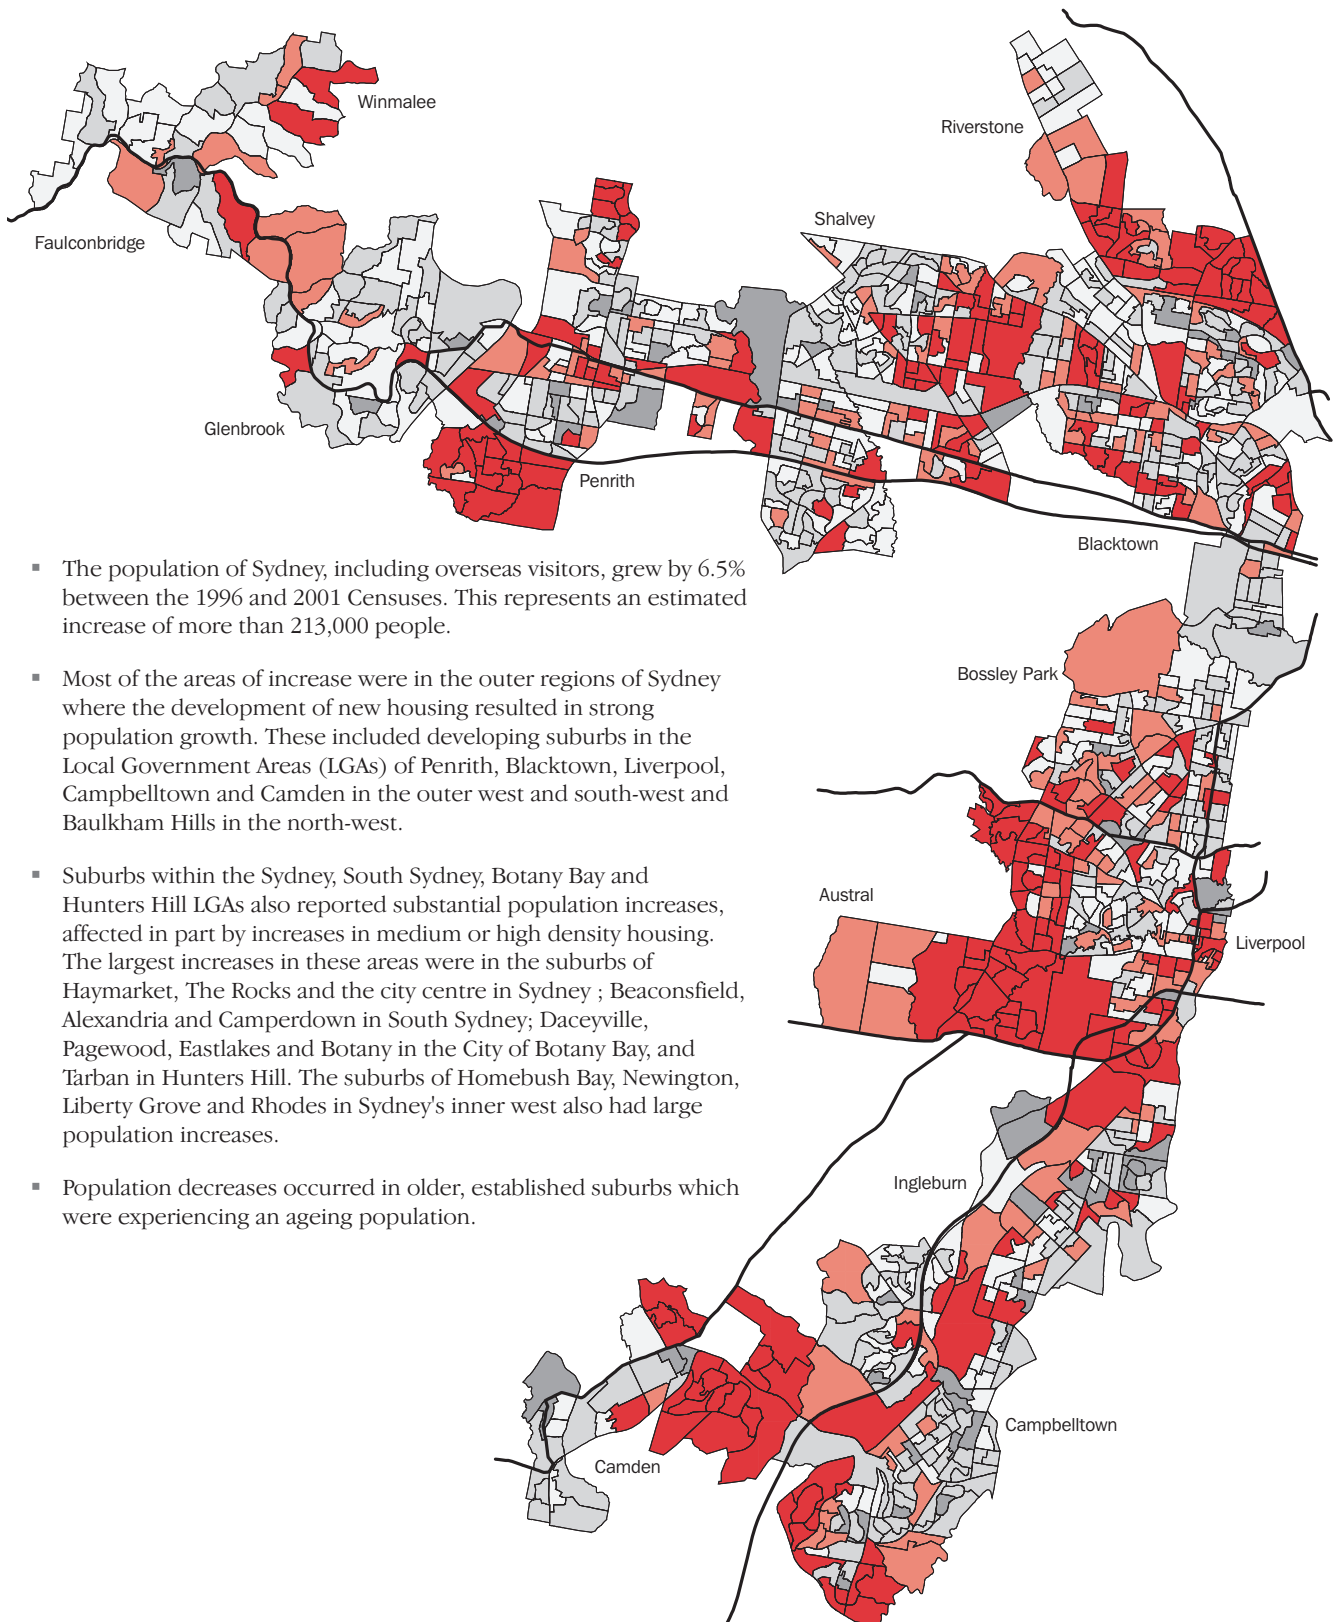 Winmalee
Riverstone
Shalvey
Faulconbridge
Glenbrook
Penrith
Blacktown
▪ The population of Sydney, including overseas visitors, grew by 6.5%
between the 1996 and 2001 Censuses. This represents an estimated
increase of more than 213,000 people.
▪ Most of the areas of increase were in the outer regions of Sydney
where the development of new housing resulted in strong
population growth. These included developing suburbs in the
Local Government Areas (LGAs) of Penrith, Blacktown, Liverpool,
Campbelltown and Camden in the outer west and south-west and
Baulkham Hills in the north-west.
▪ Suburbs within the Sydney, South Sydney, Botany Bay and
Hunters Hill LGAs also reported substantial population increases,
affected in part by increases in medium or high density housing.
The largest increases in these areas were in the suburbs of
Haymarket, The Rocks and the city centre in Sydney ; Beaconsfield,
Alexandria and Camperdown in South Sydney; Daceyville,
Pagewood, Eastlakes and Botany in the City of Botany Bay, and
Tarban in Hunters Hill. The suburbs of Homebush Bay, Newington,
Liberty Grove and Rhodes in Sydney's inner west also had large
population increases.
▪ Population decreases occurred in older, established suburbs which
were experiencing an ageing population.
Bossley Park
Austral
Liverpool
Ingleburn
Campbelltown
Camden